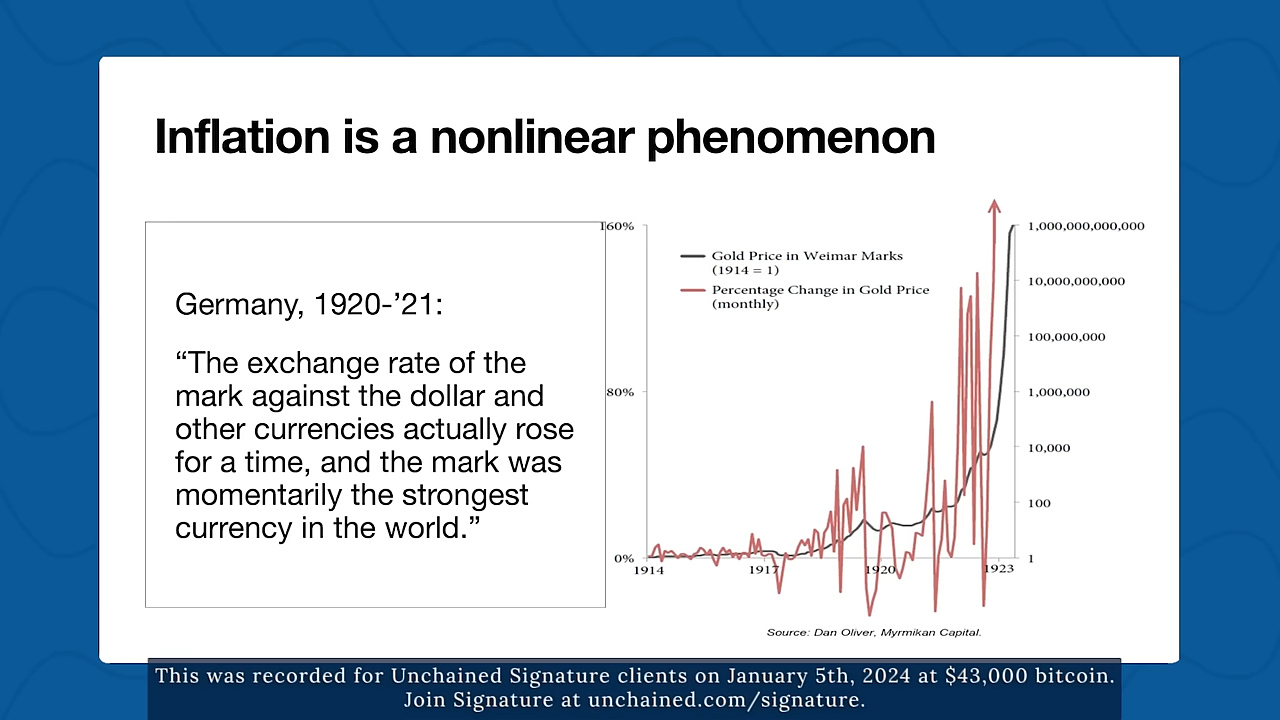 Inflation is a nonlinear phenomenon
Germany, 1920-’21:
“The exchange rate of the
mark against the dollar and
other currencies actually rose
for a time, and the mark was
momentarily the strongest
currency in the world.”
160%
80%
0%
Gold Price in Weimar Marks
(1914 = 1)
Percentage Change in Gold Price
(monthly)
1,000,000,000,000
10,000,000,000
100,000,000
1,000,000
10,000
100
1
1914
1917
1920
1923
Source: Dan Oliver, Myrmikan Capital.
This was recorded for Unchained Signature clients on January 5th, 2024 at $43,000 bitcoin.
Join Signature at unchained.com/signature.